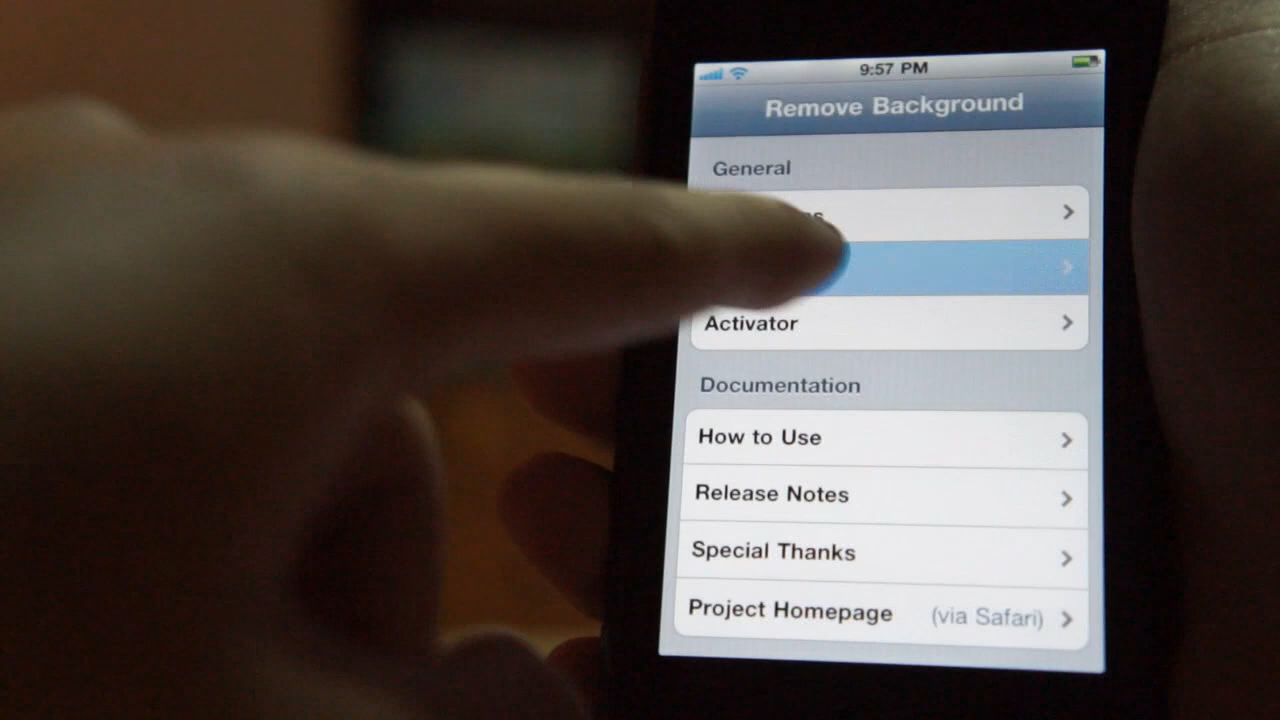 9:57 PM
Remove Background
General
Activator
Documentation
How to Use
Release Notes
Special Thanks
Project Homepage (via Safari)